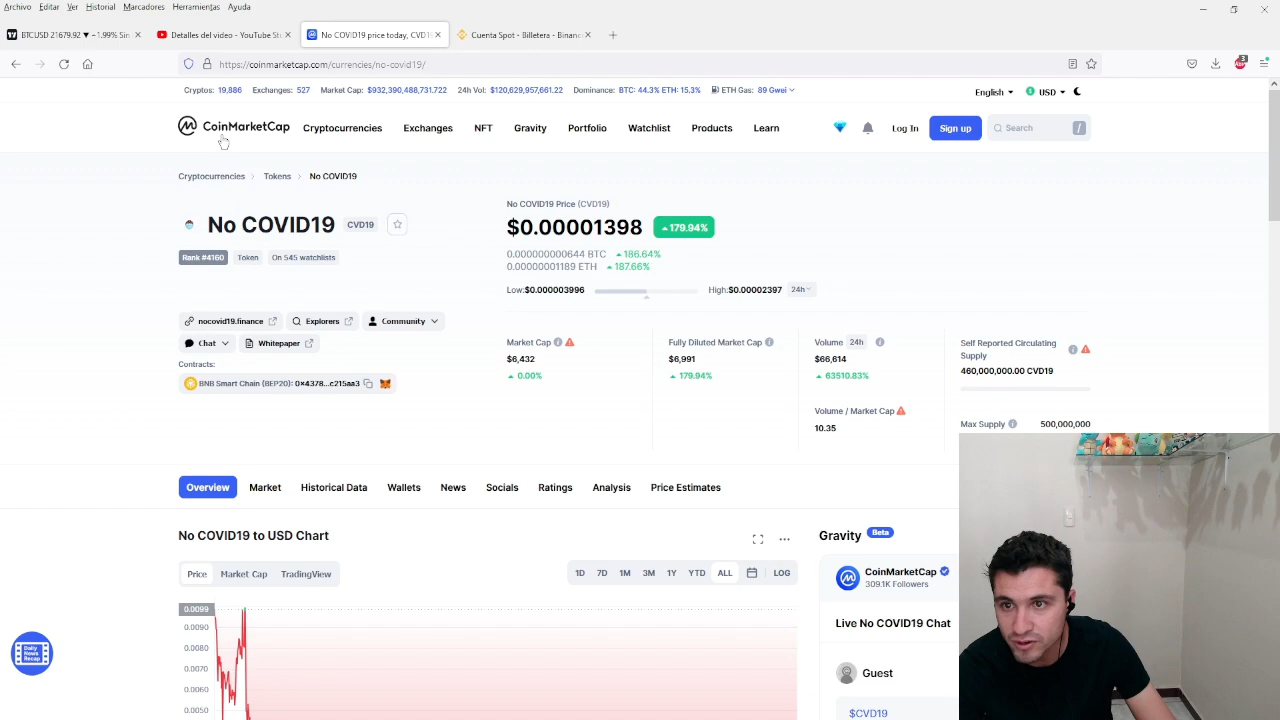 Archivo Editar Ver Historial Marcadores Herramientas Ayuda
BTCUSD 21679.92 ▼ −1.99% Sin
Detalles del video - YouTube St
No COVID19 price today, CVD19
Cuenta Spot - Billetera - Binanc
https://coinmarketcap.com/currencies/no-covid19/
3
Cryptos: 19,886 Exchanges: 527 Market Cap: $932,390,488,731.722 24h Vol: $120,629,957,661.22 Dominance: BTC: 44.3% ETH: 15.3% ETH Gas: 89 Gwei
English USD
CoinMarketCap Cryptocurrencies Exchanges NFT Gravity Portfolio Watchlist Products Learn
Log In Sign up Search /
Cryptocurrencies Tokens No COVID19
No COVID19 CVD19
Rank #4160 Token On 545 watchlists
nocovid19.finance Explorers Community
Chat Whitepaper
Contracts:
BNB Smart Chain (BEP20): 0x4378...c215aa3
No COVID19 Price (CVD19)
$0.00001398 179.94%
0.000000000644 BTC 186.64%
0.00000001189 ETH 187.66%
Low: $0.000003996 High: $0.00002397 24h
Market Cap
$6,432
0.00%
Fully Diluted Market Cap
$6,991
179.94%
Volume 24h
$66,614
63510.83%
Volume / Market Cap
10.35
Self Reported Circulating
Supply
460,000,000.00 CVD19
Max Supply 500,000,000
Overview Market Historical Data Wallets News Socials Ratings Analysis Price Estimates
No COVID19 to USD Chart
Price Market Cap TradingView
1D 7D 1M 3M 1Y YTD ALL LOG
0.0099
0.0090
0.0080
0.0070
0.0060
0.0050
Daily
News
Recap
Gravity Beta
CoinMarketCap
309.1K Followers
Live No COVID19 Chat
Guest
$CVD19